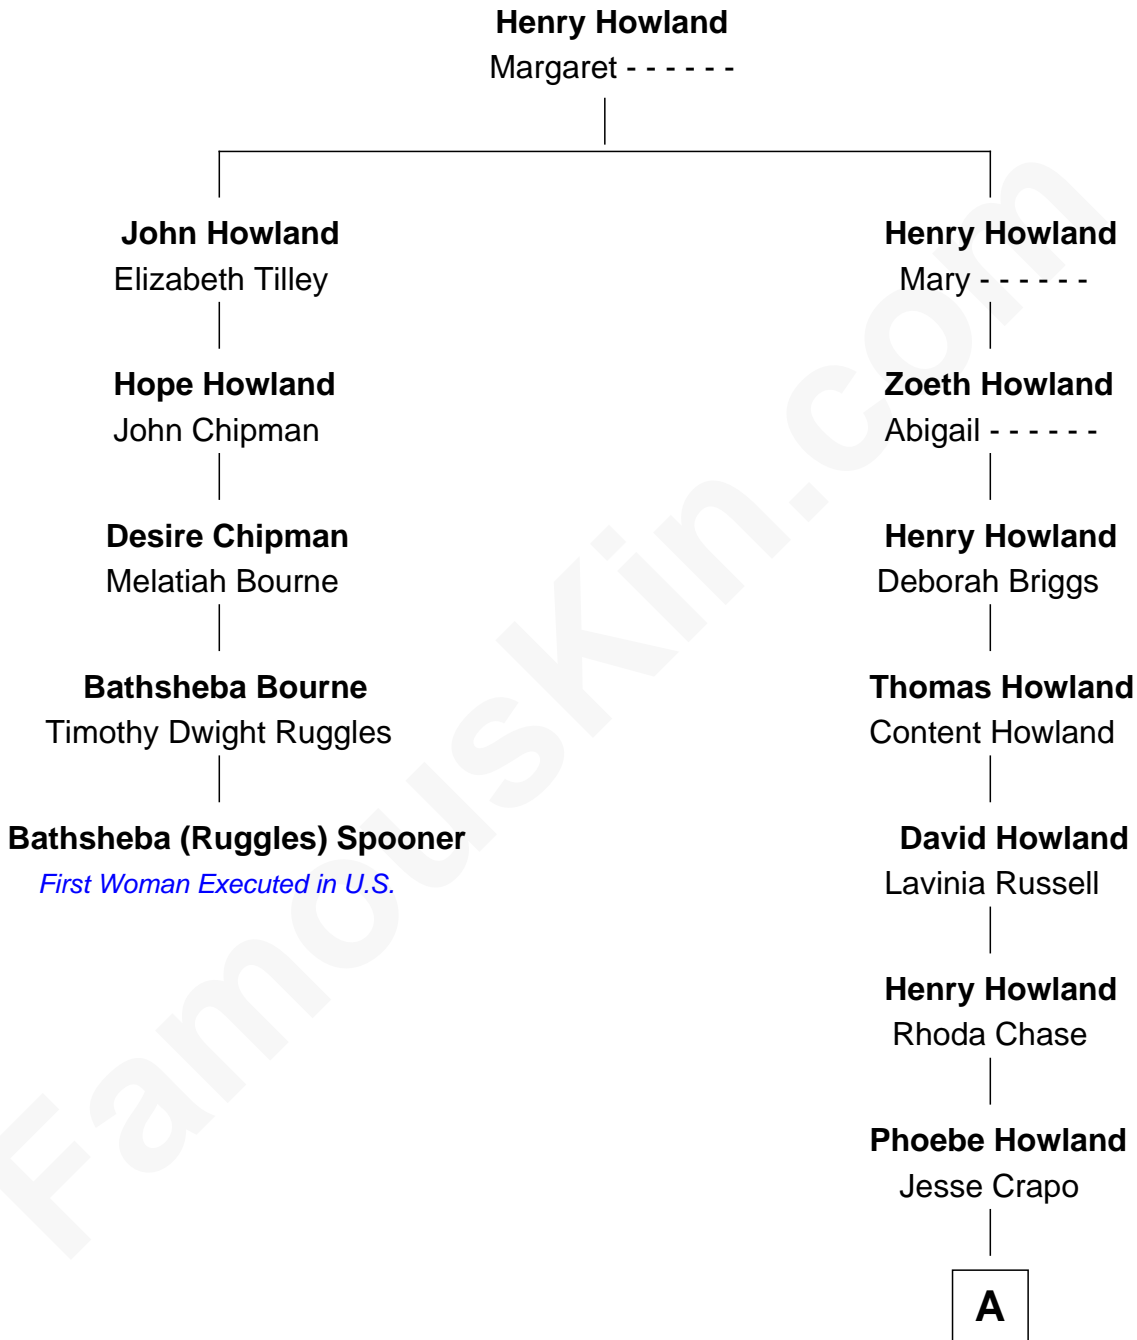 Henry Howland
Margaret - - - - - -
John Howland
Elizabeth Tilley
Henry Howland
Mary - - - - - -
Hope Howland
John Chipman
Zoeth Howland
Abigail - - - - - -
Desire Chipman
Melatiah Bourne
Henry Howland
Deborah Briggs
Bathsheba Bourne
Timothy Dwight Ruggles
Thomas Howland
Content Howland
Bathsheba (Ruggles) Spooner
First Woman Executed in U.S.
David Howland
Lavinia Russell
Henry Howland
Rhoda Chase
Phoebe Howland
Jesse Crapo
A
FamousKin.com